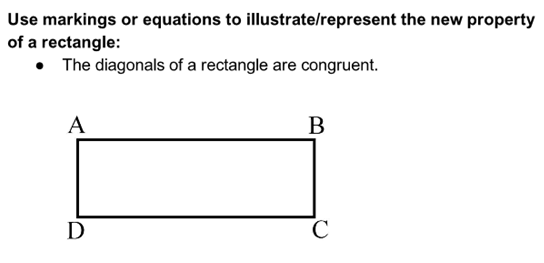 Use markings or equations to illustrate/represent the new property
of a rectangle:
● The diagonals of a rectangle are congruent.
A B
D C